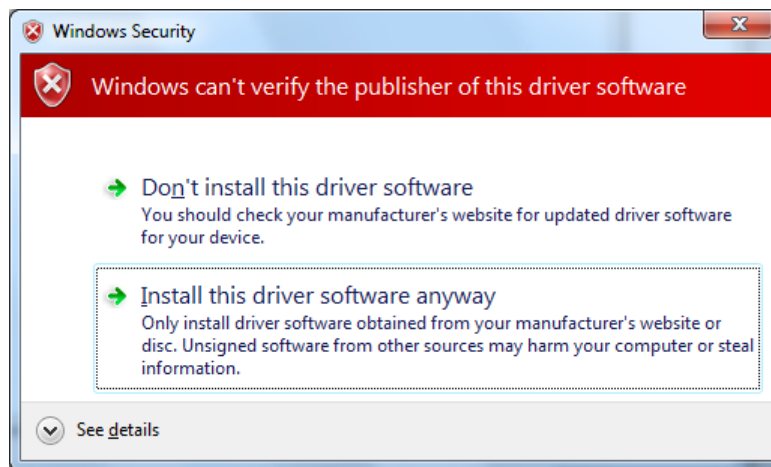 Windows Security
Windows can't verify the publisher of this driver software
Don't install this driver software
You should check your manufacturer's website for updated driver software
for your device.
Install this driver software anyway
Only install driver software obtained from your manufacturer's website or
disc. Unsigned software from other sources may harm your computer or steal
information.
See details